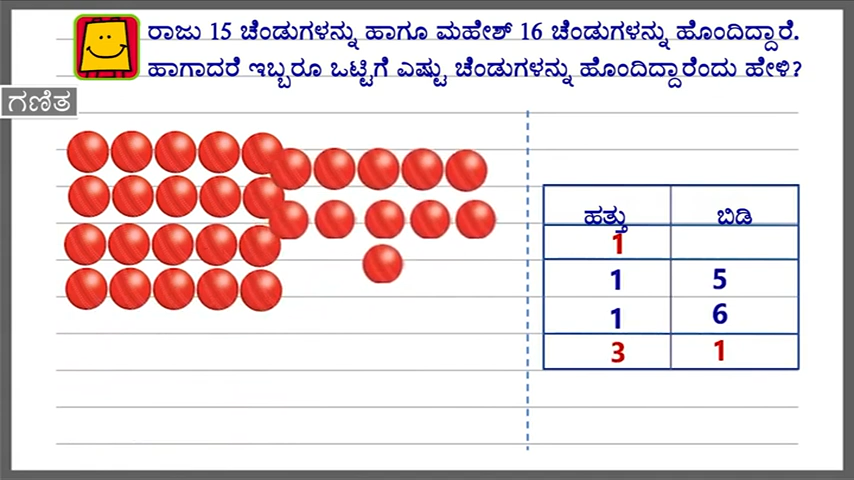 ರಾಜು 15 ಚೆಂಡುಗಳನ್ನು ಹಾಗೂ ಮಹೇಶ್ 16 ಚೆಂಡುಗಳನ್ನು ಹೊಂದಿದ್ದಾರೆ.
ಹಾಗಾದರೆ ಇಬ್ಬರೂ ಒಟ್ಟಿಗೆ ಎಷ್ಟು ಚೆಂಡುಗಳನ್ನು ಹೊಂದಿದ್ದಾರೆಂದು ಹೇಳಿ?
ಗಣಿತ
ಹತ್ತು ಬಿಡಿ
1
1 5
1 6
3 1